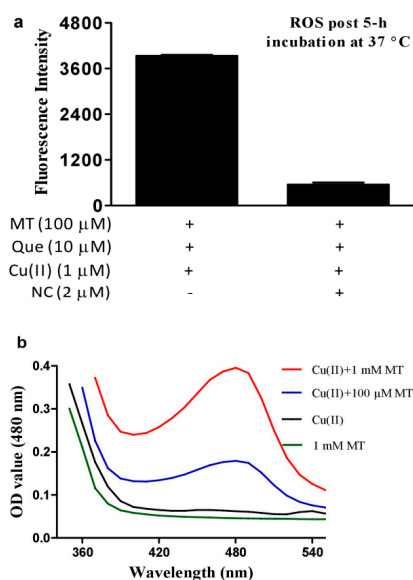 a
ROS post 5-h
incubation at 37 °C
Fluorescence Intensity
4800
3600
2400
1200
0
MT (100 μM) + +
Que (10 μM) + +
Cu(II) (1 μM) + +
NC (2 μM) - +
b
OD value (480 nm)
0.4
0.3
0.2
0.1
0.0
360 420 480 540
Wavelength (nm)
Cu(II)+1 mM MT
Cu(II)+100 μM MT
Cu(II)
1 mM MT